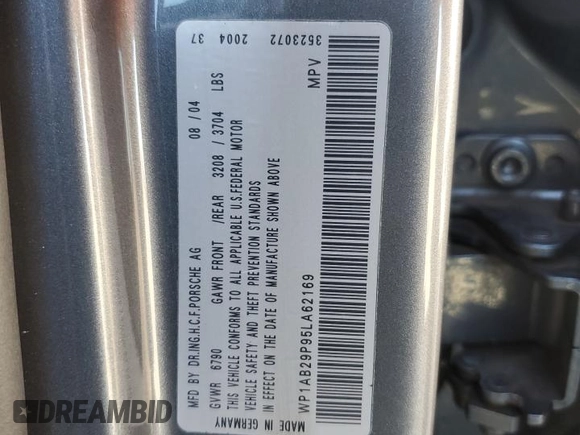 MFD BY DR.ING.H.C.F.PORSCHE AG 08 / 04 37 2004 3523072
GVWR 6790 GAWR FRONT /REAR 3208 / 3704 LBS
THIS VEHICLE CONFORMS TO ALL APPLICABLE U.S.FEDERAL MOTOR
VEHICLE SAFETY AND THEFT PREVENTION STANDARDS
IN EFFECT ON THE DATE OF MANUFACTURE SHOWN ABOVE
MADE IN GERMANY WP1AB29P95LA62169 MPV
DREAMBID